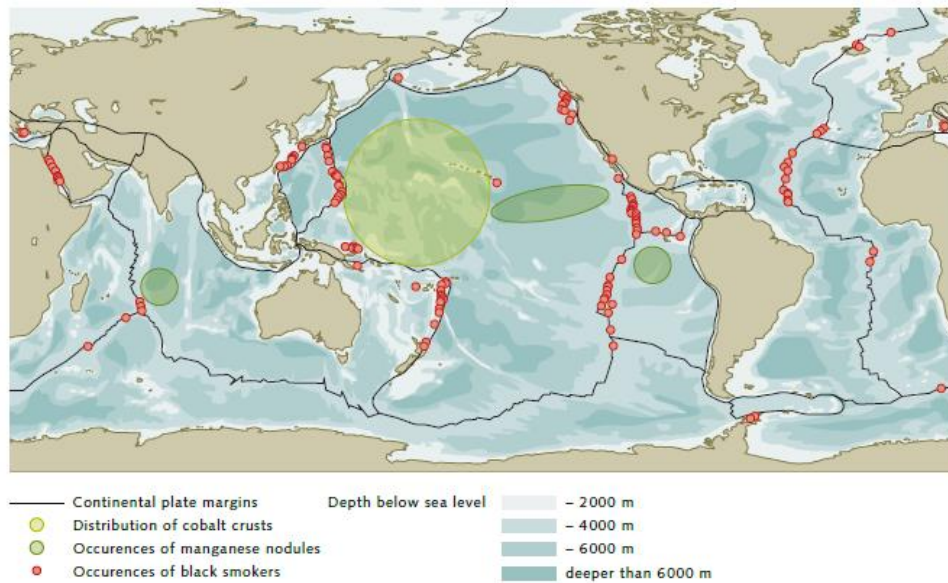 Continental plate margins
Distribution of cobalt crusts
Occurences of manganese nodules
Occurences of black smokers
Depth below sea level
– 2000 m
– 4000 m
– 6000 m
deeper than 6000 m